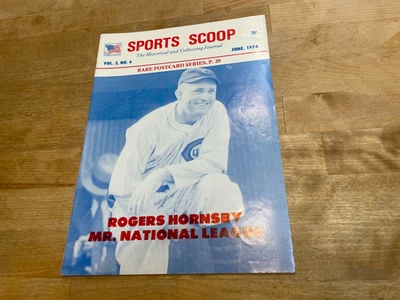 SPORTS SCOOP
75¢
The Historical and Collecting Journal
VOL. 2, NO. 6
JUNE, 1974
RARE POSTCARD SERIES, P. 20
ROGERS HORNSBY
MR. NATIONAL LEAGUE